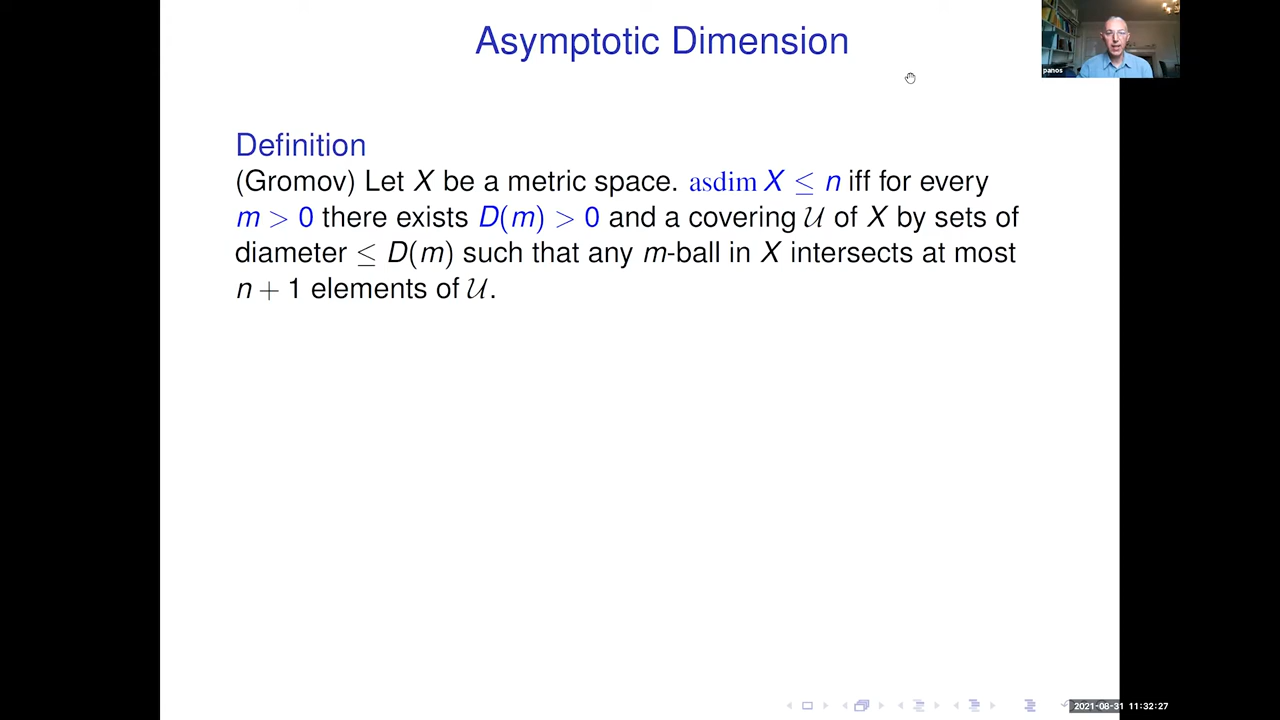 Asymptotic Dimension
panos
Definition
(Gromov) Let X be a metric space. asdim X ≤ n iff for every
m > 0 there exists D(m) > 0 and a covering 𝒰 of X by sets of
diameter ≤ D(m) such that any m-ball in X intersects at most
n + 1 elements of 𝒰.
2021-08-31 11:32:27